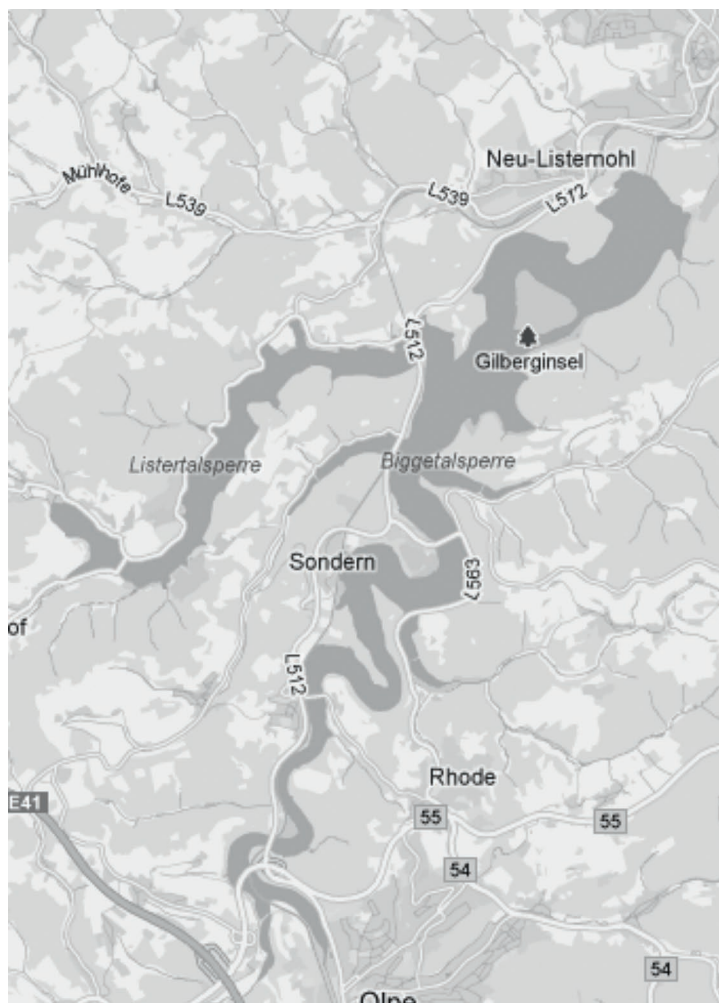 Neu-Listernohl
Mühlhofe
L539
L539
L512
L512
Gilberginsel
Listertalsperre
Biggetalsperre
Sondern
L563
of
L512
Rhode
E41
55
55
54
54
Olpe